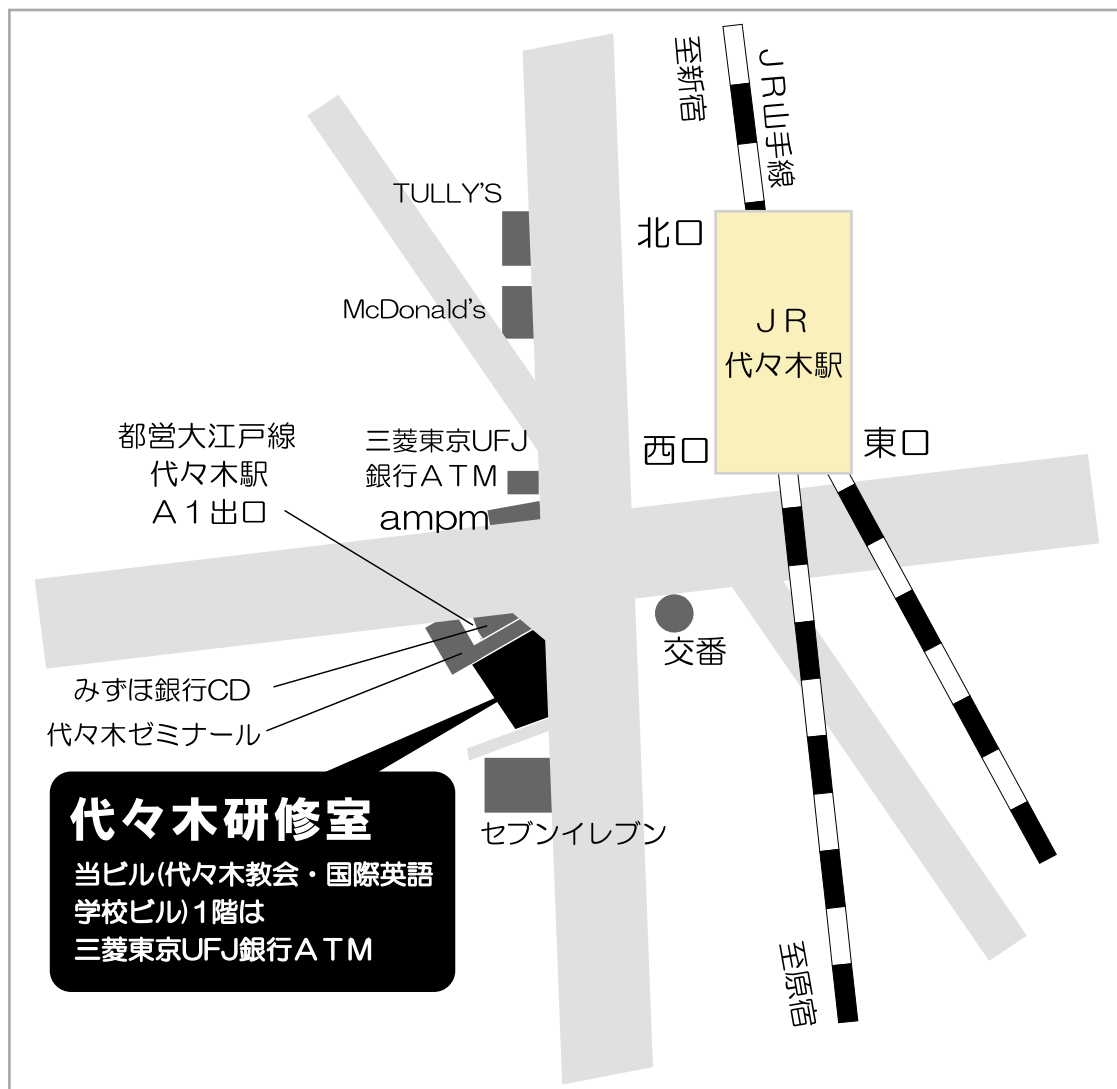 至新宿
ＪＲ山手線
TULLY'S
北口
McDonald's
ＪＲ
代々木駅
都営大江戸線
代々木駅
Ａ１出口
三菱東京UFJ
銀行ＡＴＭ
西口
東口
ampm
交番
みずほ銀行CD
代々木ゼミナール
代々木研修室
当ビル(代々木教会・国際英語
学校ビル)１階は
三菱東京UFJ銀行ＡＴＭ
セブンイレブン
至原宿